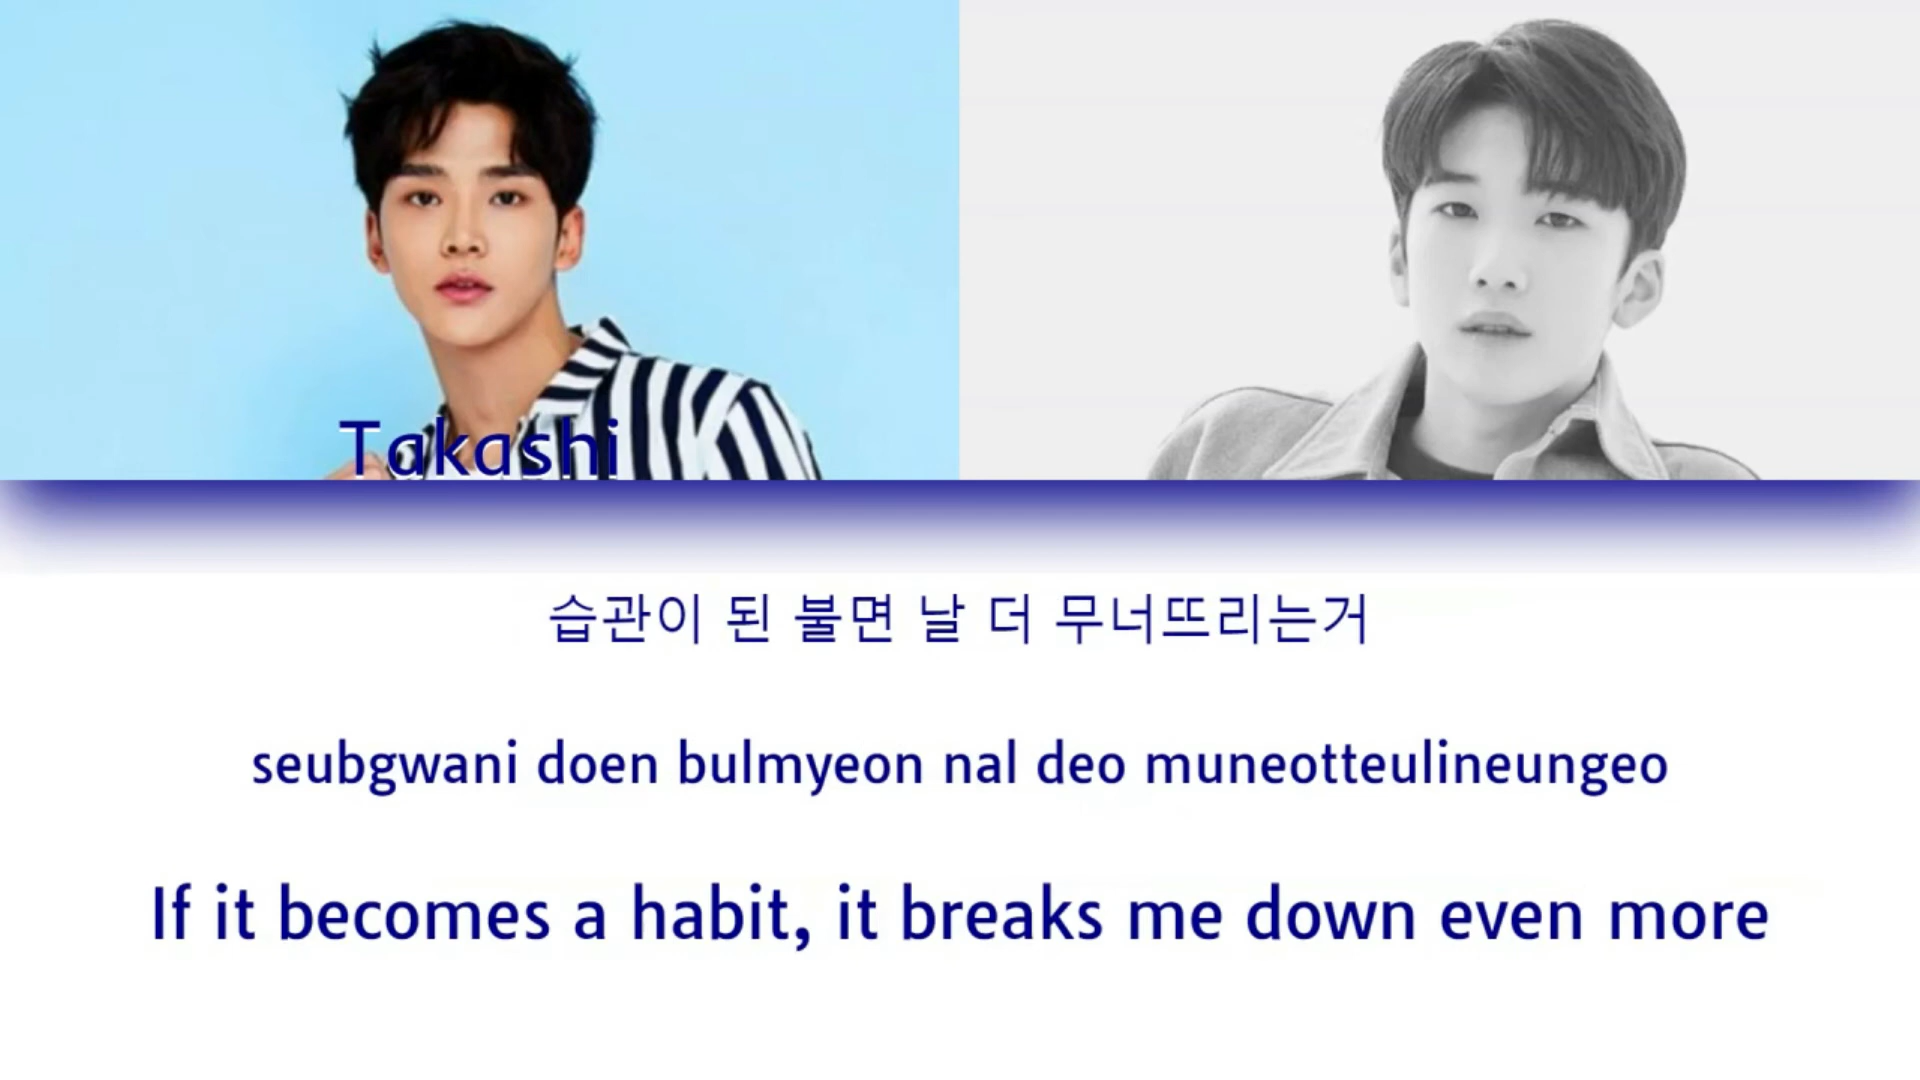 Takashi
습관이 된 불면 날 더 무너뜨리는거
seubgwani doen bulmyeon nal deo muneotteulineungeo
If it becomes a habit, it breaks me down even more